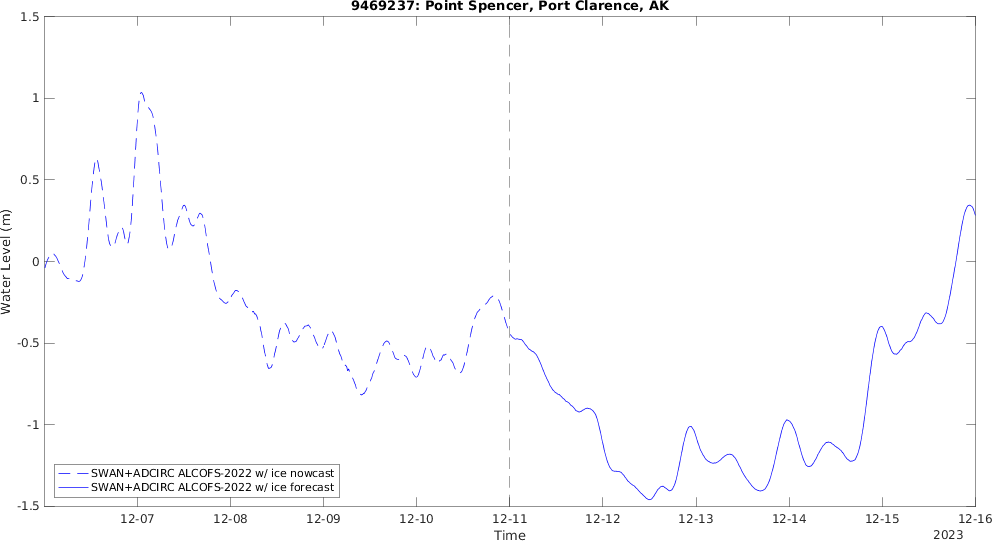 9469237: Point Spencer, Port Clarence, AK
1.5
1
0.5
0
-0.5
-1
-1.5
Water Level (m)
SWAN+ADCIRC ALCOFS-2022 w/ ice nowcast
SWAN+ADCIRC ALCOFS-2022 w/ ice forecast
12-07 12-08 12-09 12-10 12-11 12-12 12-13 12-14 12-15 12-16
Time
2023